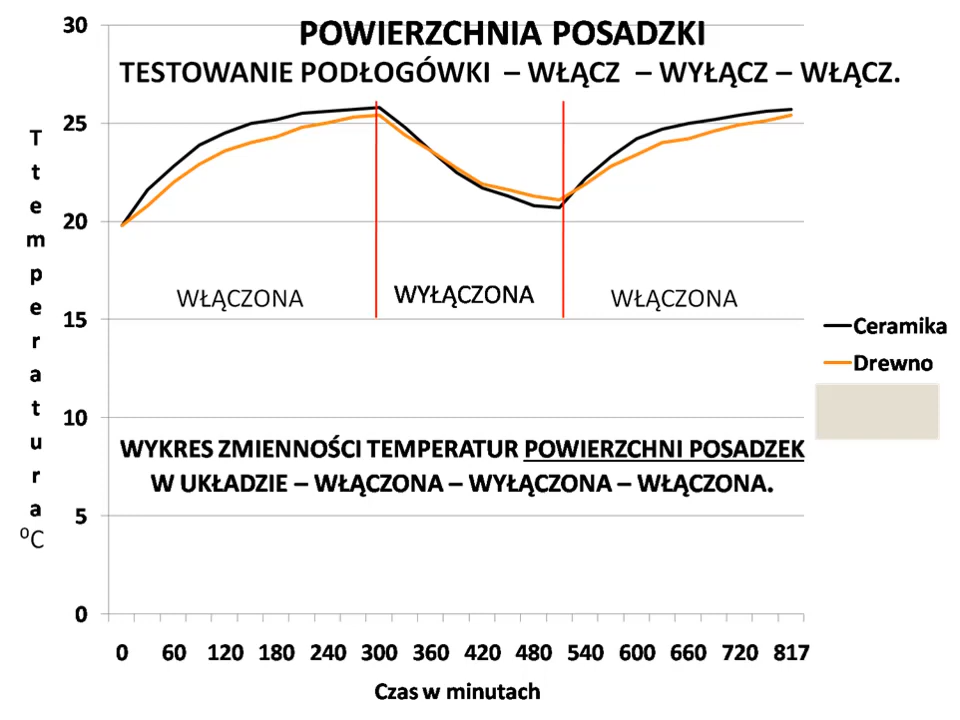 POWIERZCHNIA POSADZKI
TESTOWANIE PODŁOGÓWKI – WŁĄCZ – WYŁĄCZ – WŁĄCZ.
30
25
20
15
10
5
0
Ttemperatura
⁰C
WŁĄCZONA
WYŁĄCZONA
WŁĄCZONA
Ceramika
Drewno
WYKRES ZMIENNOŚCI TEMPERATUR POWIERZCHNI POSADZEK
W UKŁADZIE – WŁĄCZONA – WYŁĄCZONA – WŁĄCZONA.
0 60 120 180 240 300 360 420 480 540 600 660 720 817
Czas w minutach